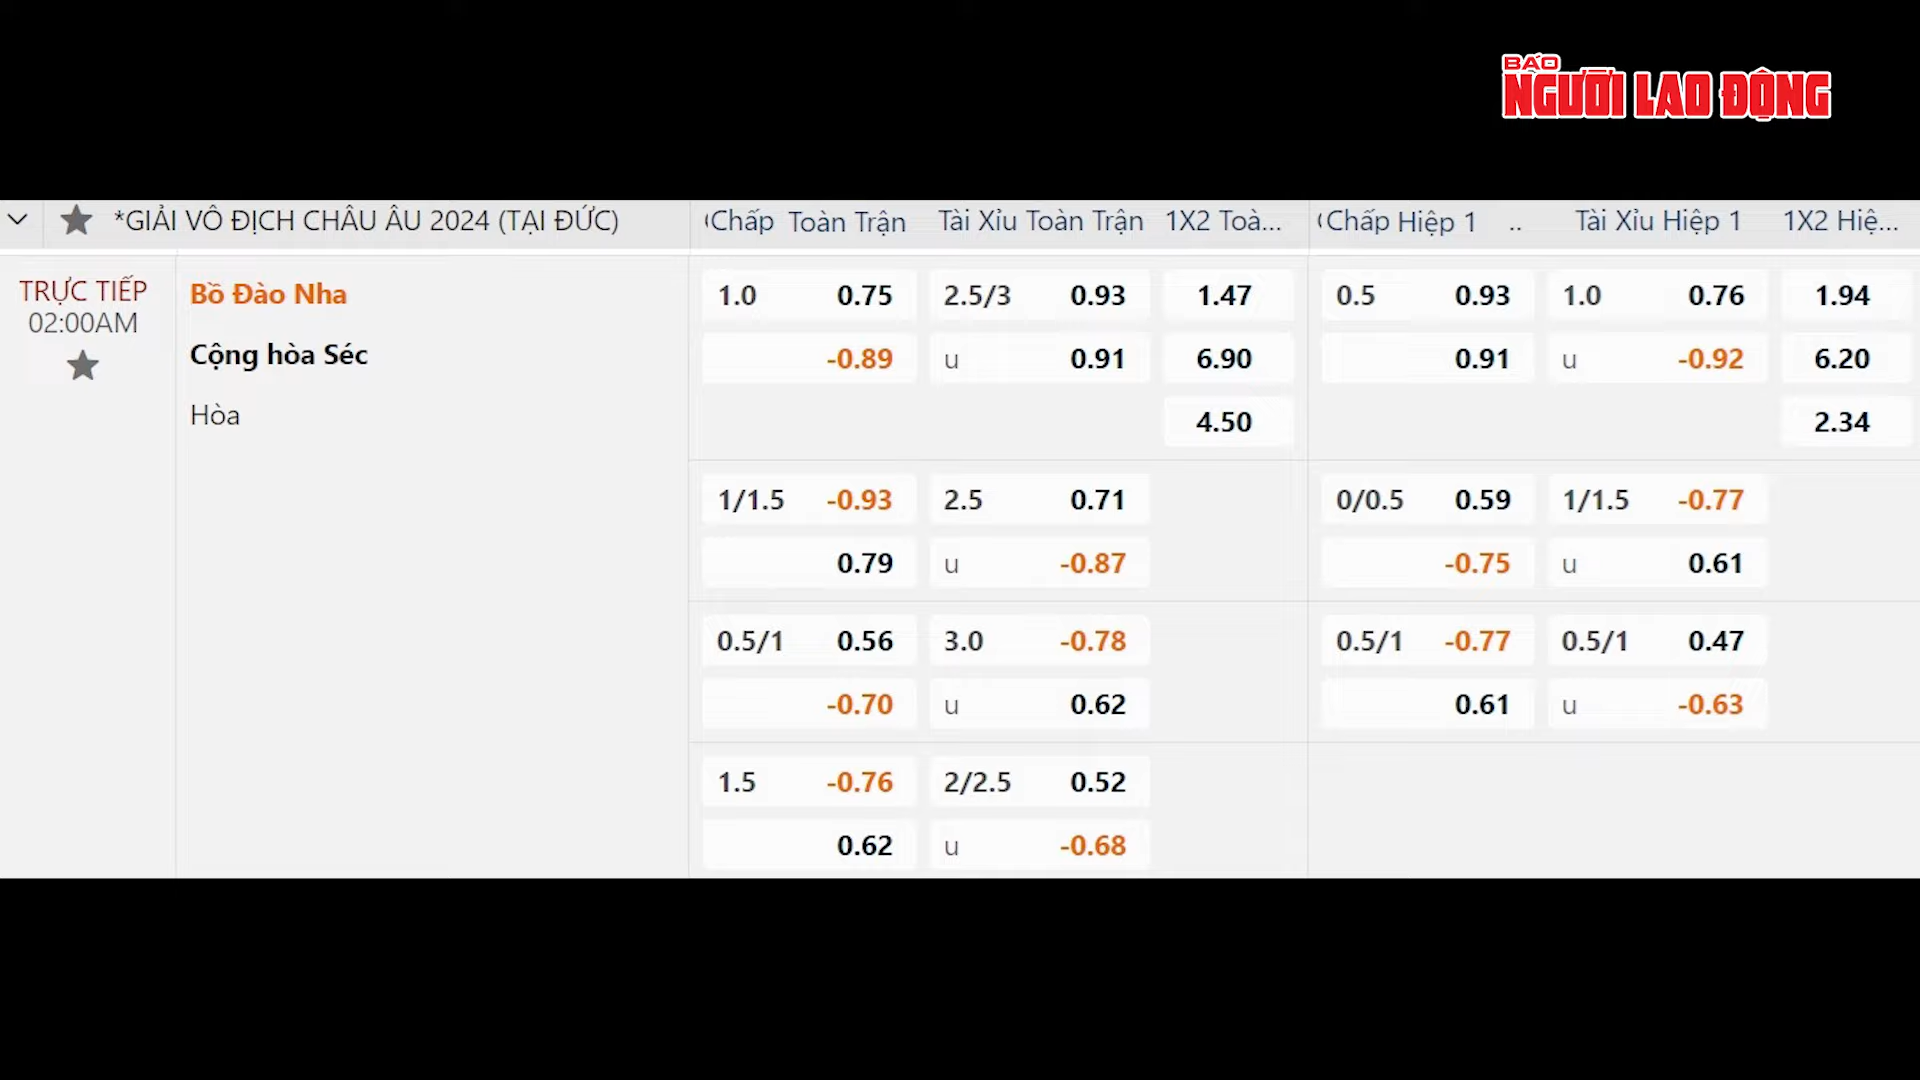 BÁO
NGƯỜI LAO ĐỘNG
*GIẢI VÔ ĐỊCH CHÂU ÂU 2024 (TẠI ĐỨC) Chấp Toàn Trận Tài Xỉu Toàn Trận 1X2 Toà... Chấp Hiệp 1 .. Tài Xỉu Hiệp 1 1X2 Hiệ...
TRỰC TIẾP Bồ Đào Nha 1.0 0.75 2.5/3 0.93 1.47 0.5 0.93 1.0 0.76 1.94
02:00AM
Cộng hòa Séc -0.89 u 0.91 6.90 0.91 u -0.92 6.20
Hòa 4.50 2.34
1/1.5 -0.93 2.5 0.71 0/0.5 0.59 1/1.5 -0.77
0.79 u -0.87 -0.75 u 0.61
0.5/1 0.56 3.0 -0.78 0.5/1 -0.77 0.5/1 0.47
-0.70 u 0.62 0.61 u -0.63
1.5 -0.76 2/2.5 0.52
0.62 u -0.68